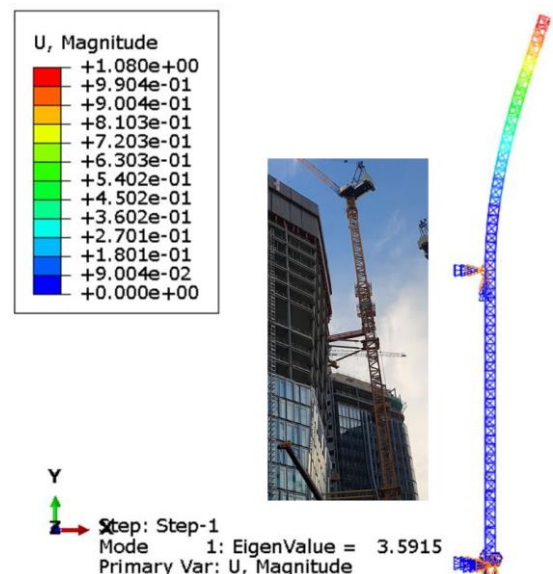 U, Magnitude
+1.080e+00
+9.904e-01
+9.004e-01
+8.103e-01
+7.203e-01
+6.303e-01
+5.402e-01
+4.502e-01
+3.602e-01
+2.701e-01
+1.801e-01
+9.004e-02
+0.000e+00
Y
Z
X
Step: Step-1
Mode 1: EigenValue = 3.5915
Primary Var: U, Magnitude